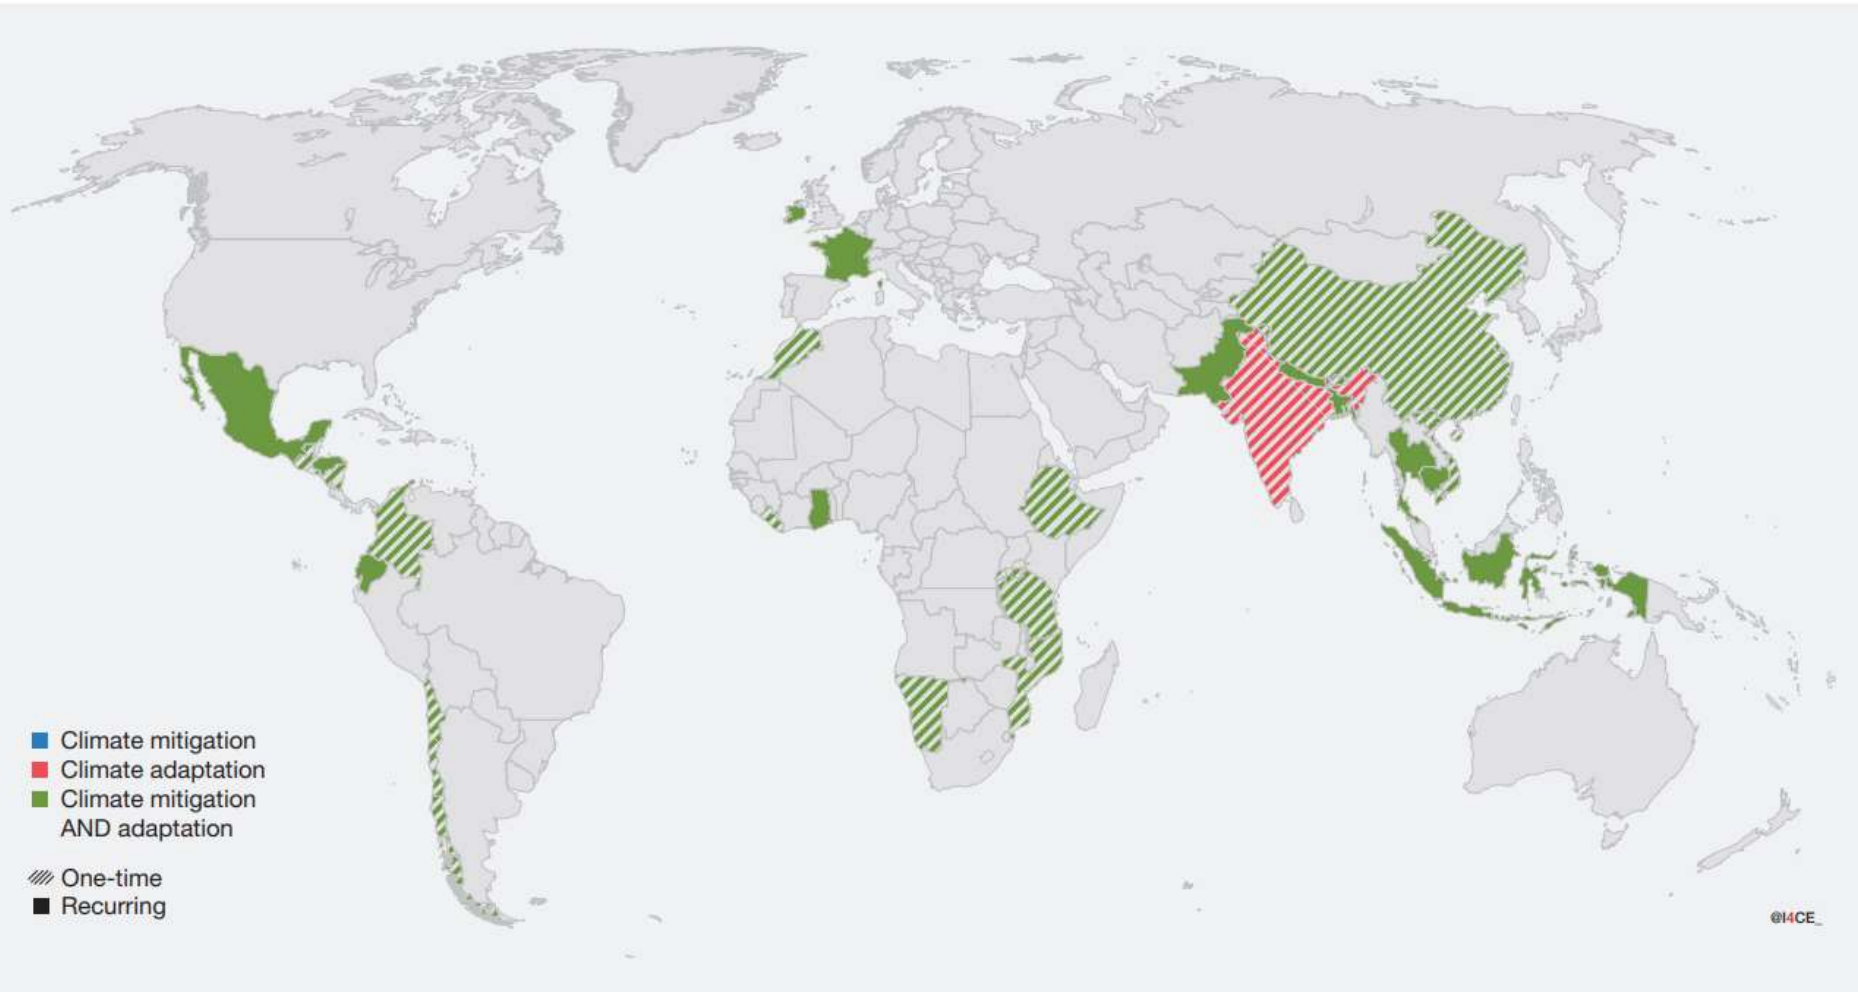 Climate mitigation
Climate adaptation
Climate mitigation
AND adaptation
One-time
Recurring
@I4CE_